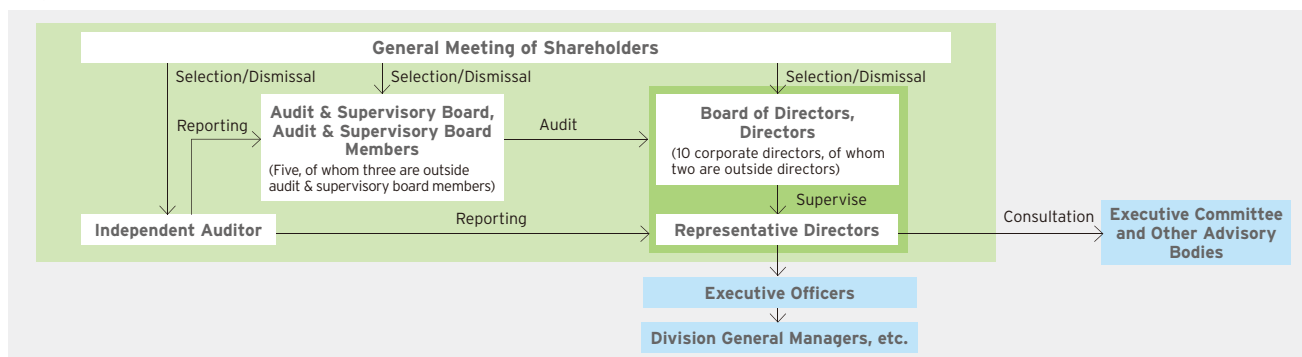 General Meeting of Shareholders
Selection/Dismissal
Selection/Dismissal
Selection/Dismissal
Reporting
Audit & Supervisory Board,
Audit & Supervisory Board
Members
(Five, of whom three are outside
audit & supervisory board members)
Audit
Board of Directors,
Directors
(10 corporate directors, of whom
two are outside directors)
Supervise
Independent Auditor
Reporting
Representative Directors
Consultation
Executive Committee
and Other Advisory
Bodies
Executive Officers
Division General Managers, etc.